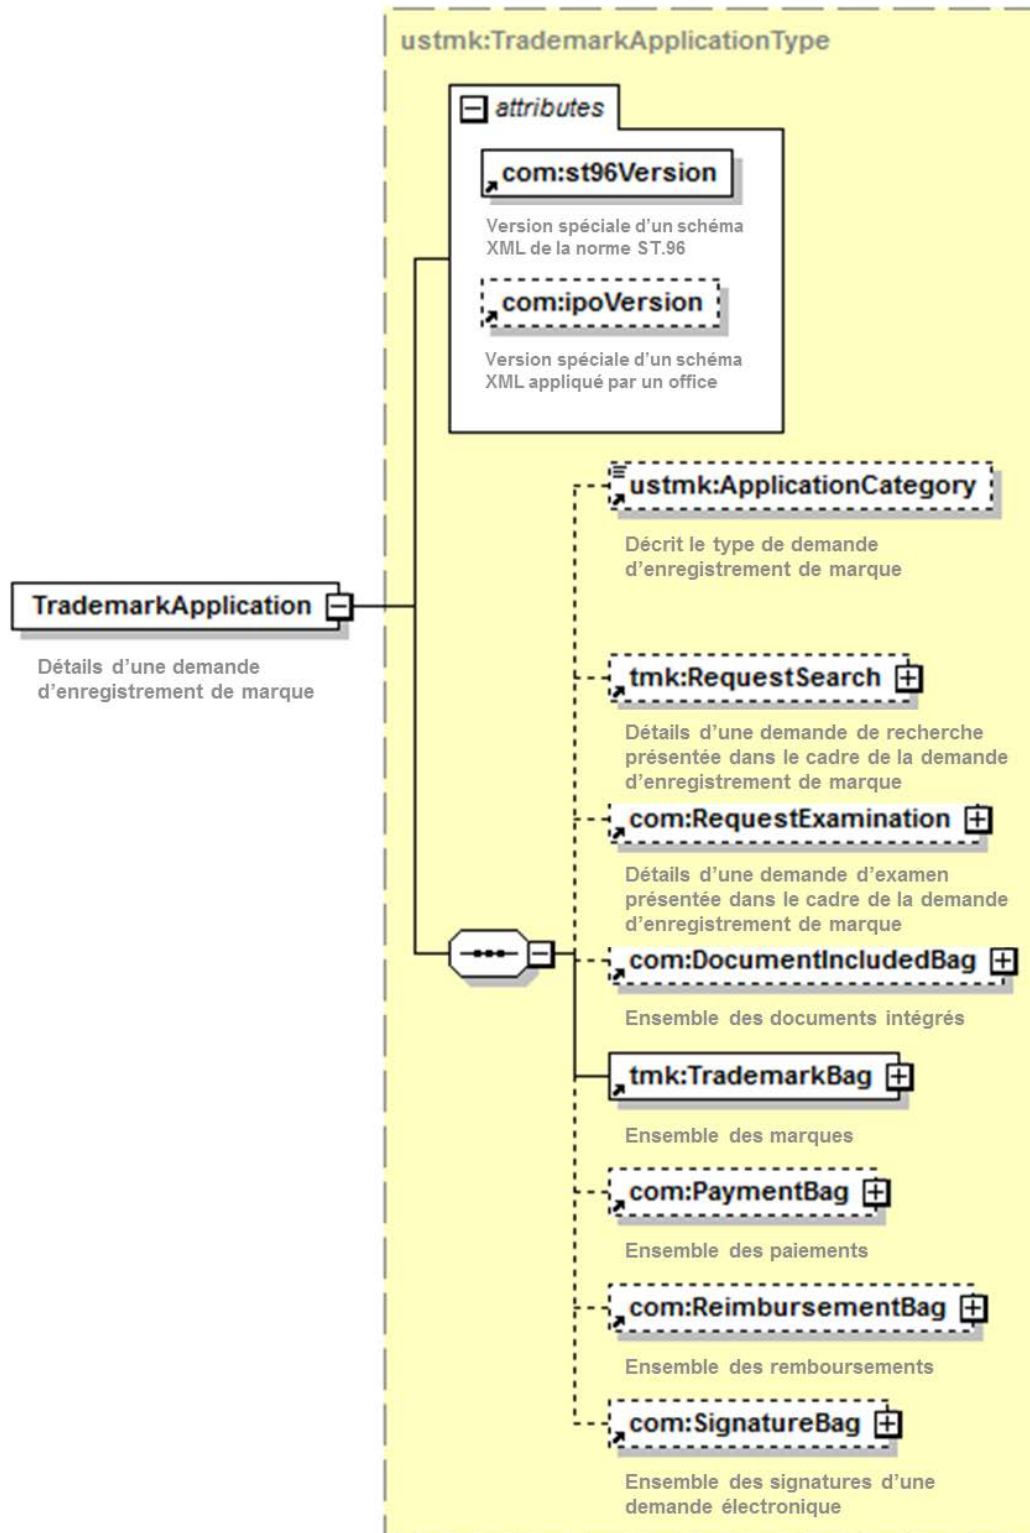 ustmk:TrademarkApplicationType
attributes
com:st96Version
Version spéciale d'un schéma
XML de la norme ST.96
com:ipoVersion
Version spéciale d'un schéma
XML appliqué par un office
ustmk:ApplicationCategory
Décrit le type de demande
d'enregistrement de marque
TrademarkApplication
Détails d'une demande
d'enregistrement de marque
tmk:RequestSearch
Détails d'une demande de recherche
présentée dans le cadre de la demande
d'enregistrement de marque
com:RequestExamination
Détails d'une demande d'examen
présentée dans le cadre de la demande
d'enregistrement de marque
com:DocumentIncludedBag
Ensemble des documents intégrés
tmk:TrademarkBag
Ensemble des marques
com:PaymentBag
Ensemble des paiements
com:ReimbursementBag
Ensemble des remboursements
com:SignatureBag
Ensemble des signatures d'une
demande électronique